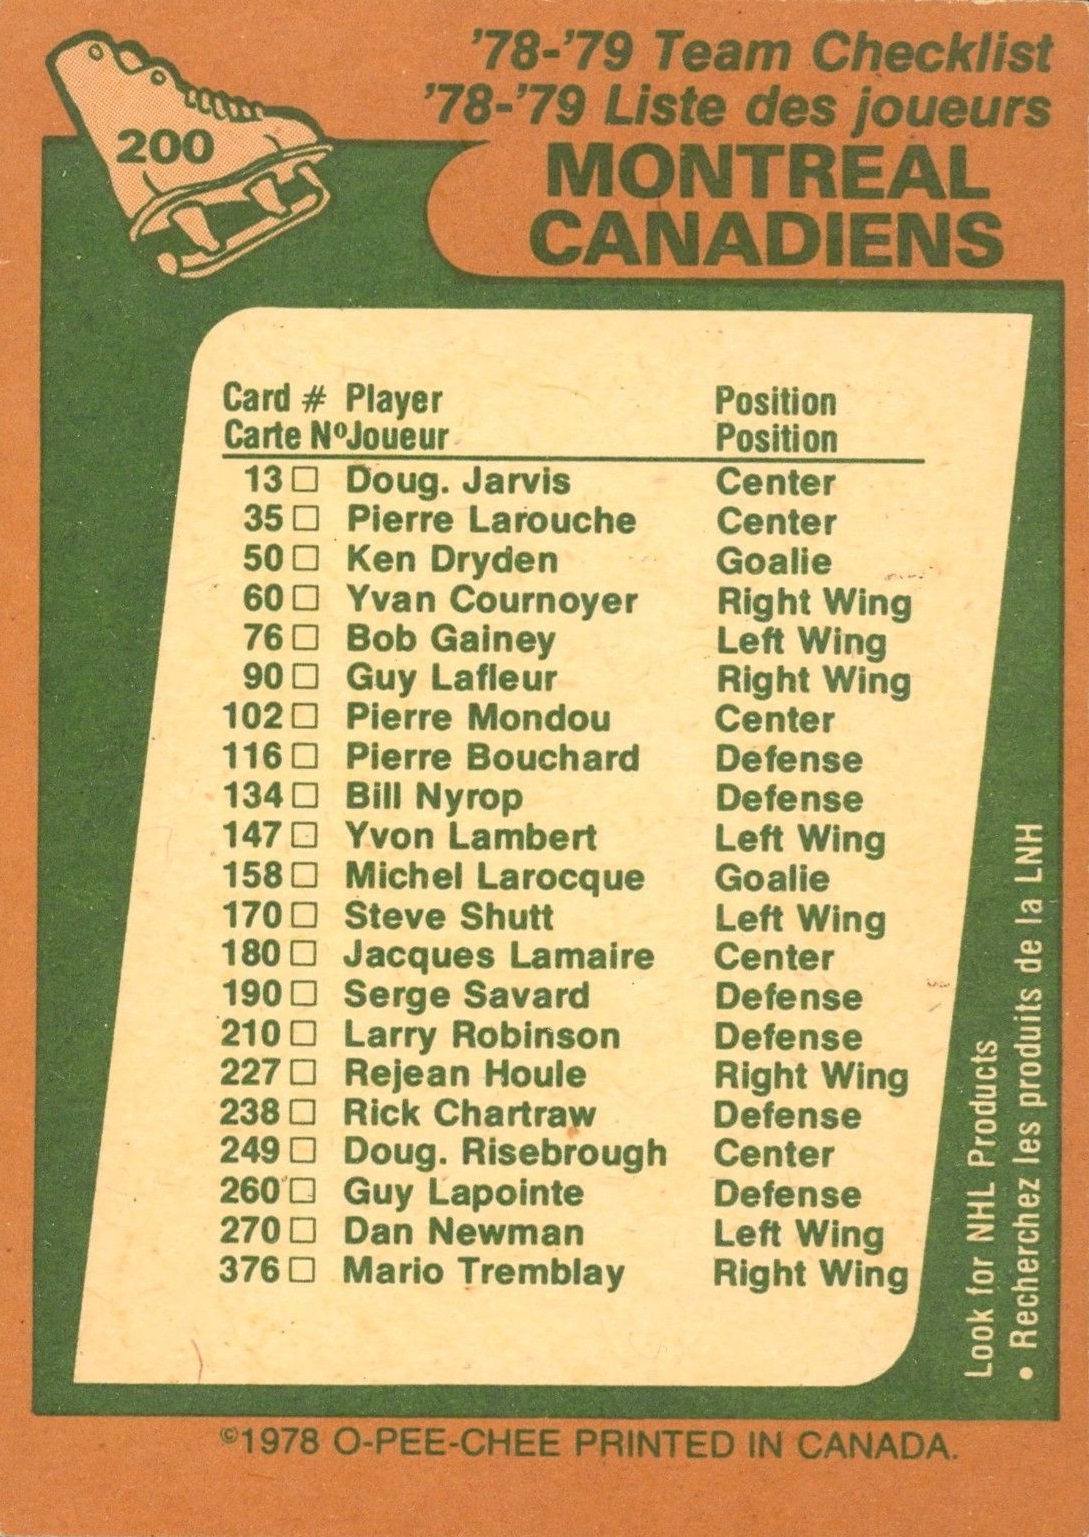 '78-'79 Team Checklist
'78-'79 Liste des joueurs
200
MONTREAL
CANADIENS
Card # Player Position
Carte Nº Joueur Position
13 □ Doug. Jarvis Center
35 □ Pierre Larouche Center
50 □ Ken Dryden Goalie
60 □ Yvan Cournoyer Right Wing
76 □ Bob Gainey Left Wing
90 □ Guy Lafleur Right Wing
102 □ Pierre Mondou Center
116 □ Pierre Bouchard Defense
134 □ Bill Nyrop Defense
147 □ Yvon Lambert Left Wing
158 □ Michel Larocque Goalie
170 □ Steve Shutt Left Wing
180 □ Jacques Lamaire Center
190 □ Serge Savard Defense
210 □ Larry Robinson Defense
227 □ Rejean Houle Right Wing
238 □ Rick Chartraw Defense
249 □ Doug. Risebrough Center
260 □ Guy Lapointe Defense
270 □ Dan Newman Left Wing
376 □ Mario Tremblay Right Wing
Look for NHL Products
• Recherchez les produits de la LNH
©1978 O-PEE-CHEE PRINTED IN CANADA.